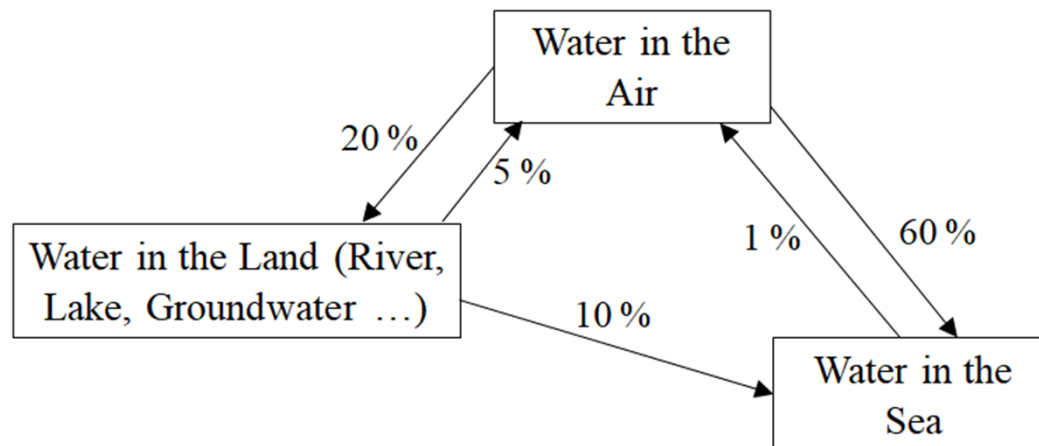 Water in the
Air
20 %
5 %
Water in the Land (River,
Lake, Groundwater …)
1 %
60 %
10 %
Water in the
Sea